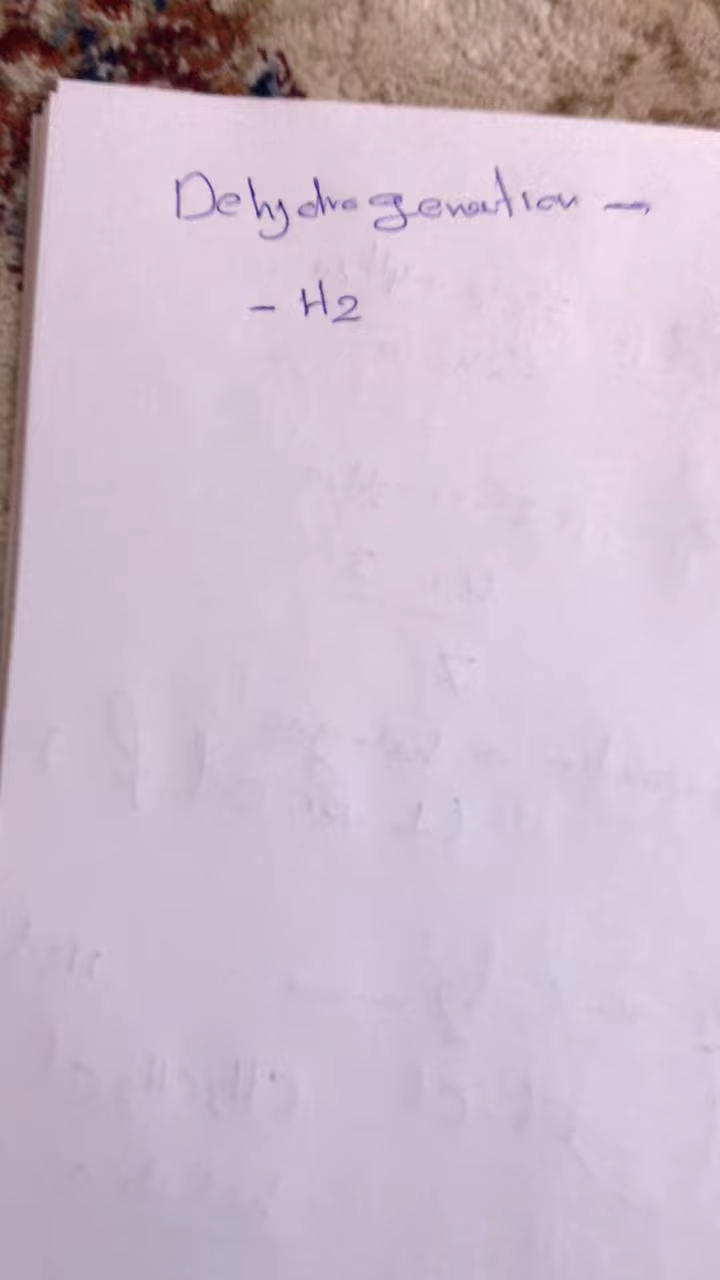 Dehydrogenation →
- H2